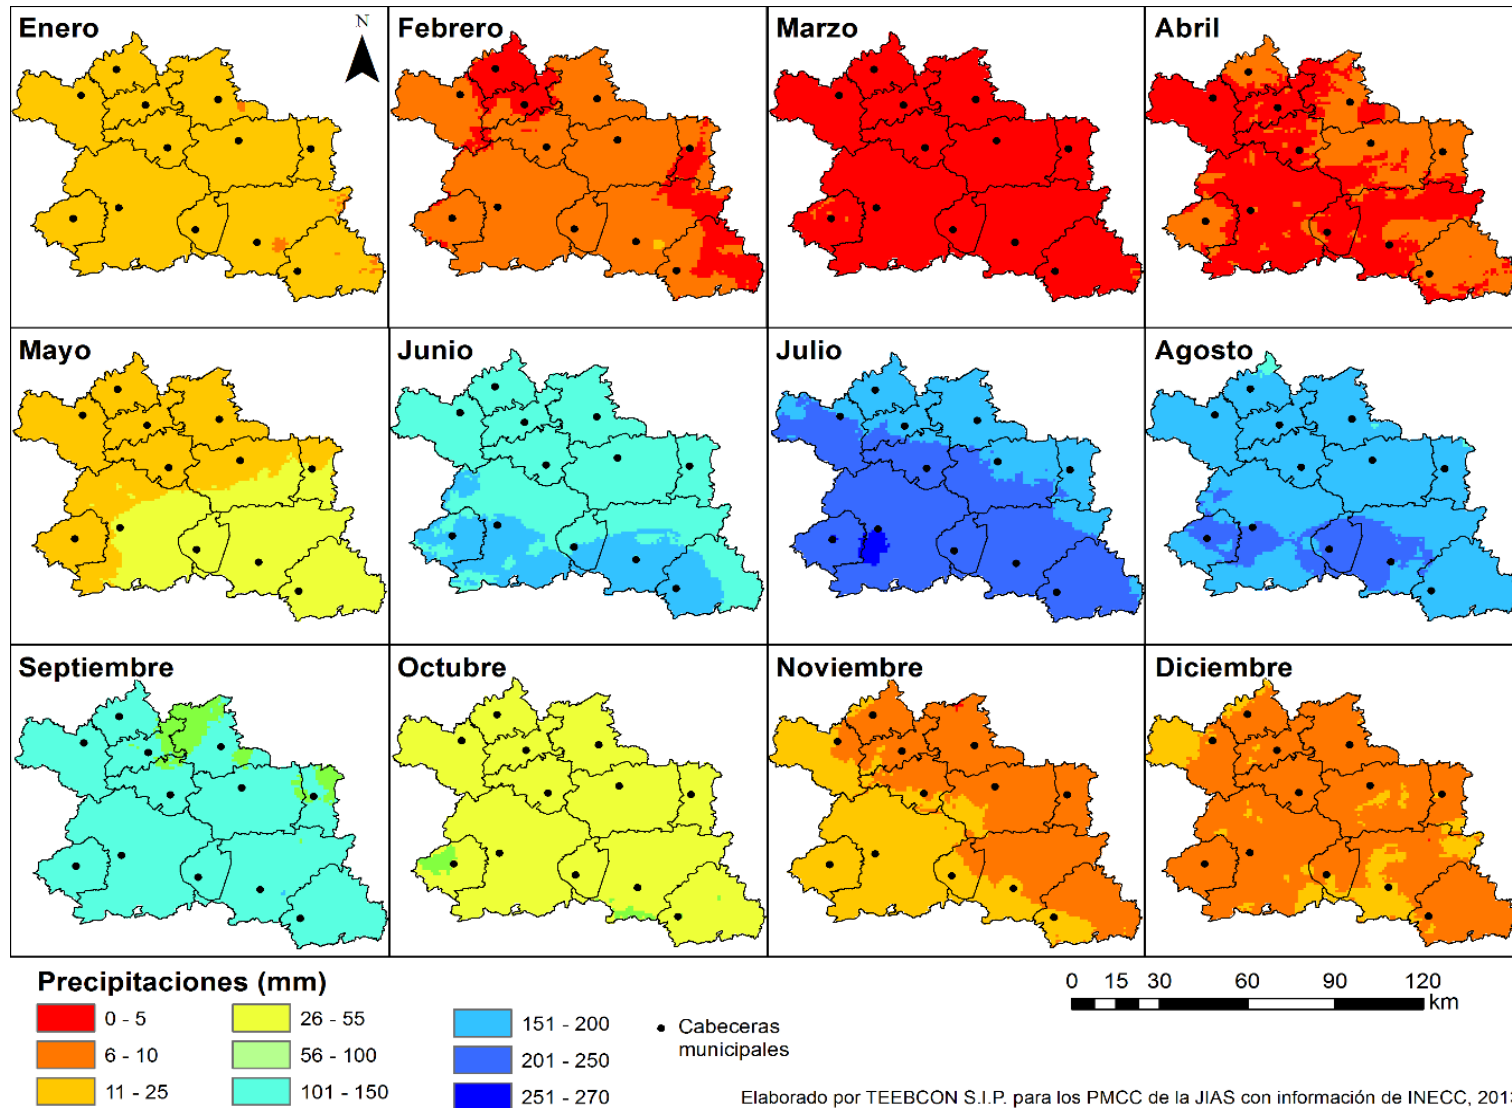 Enero
N
Febrero
Marzo
Abril
Mayo
Junio
Julio
Agosto
Septiembre
Octubre
Noviembre
Diciembre
Precipitaciones (mm)
0 - 5
6 - 10
11 - 25
26 - 55
56 - 100
101 - 150
151 - 200
201 - 250
251 - 270
Cabeceras
municipales
0 15 30 60 90 120
km
Elaborado por TEEBCON S.I.P. para los PMCC de la JIAS con información de INECC,